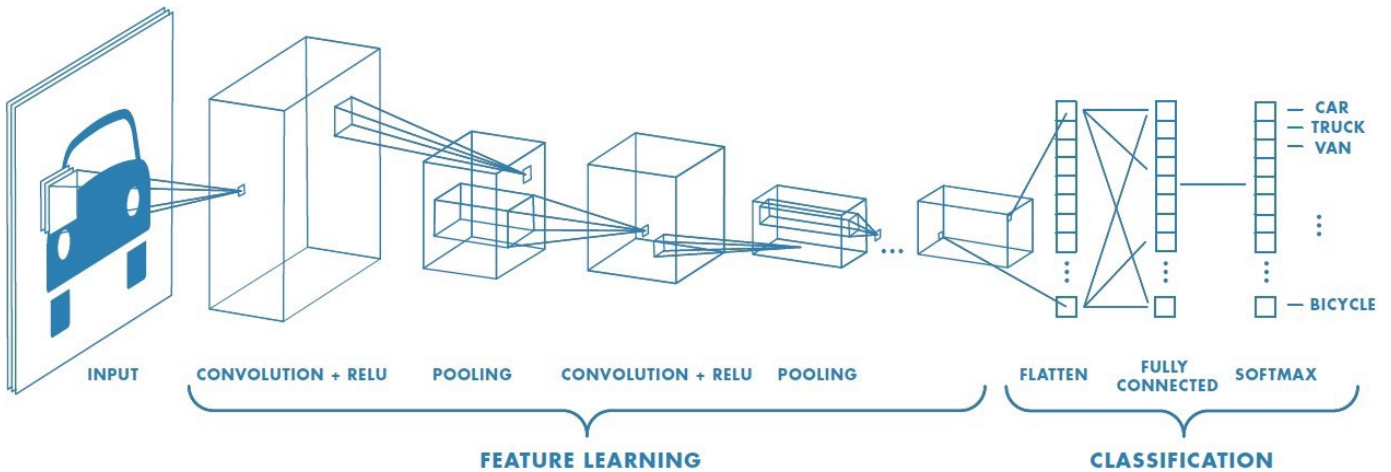 CAR
TRUCK
VAN
BICYCLE
INPUT
CONVOLUTION + RELU
POOLING
CONVOLUTION + RELU
POOLING
FLATTEN
FULLY
CONNECTED
SOFTMAX
FEATURE LEARNING
CLASSIFICATION